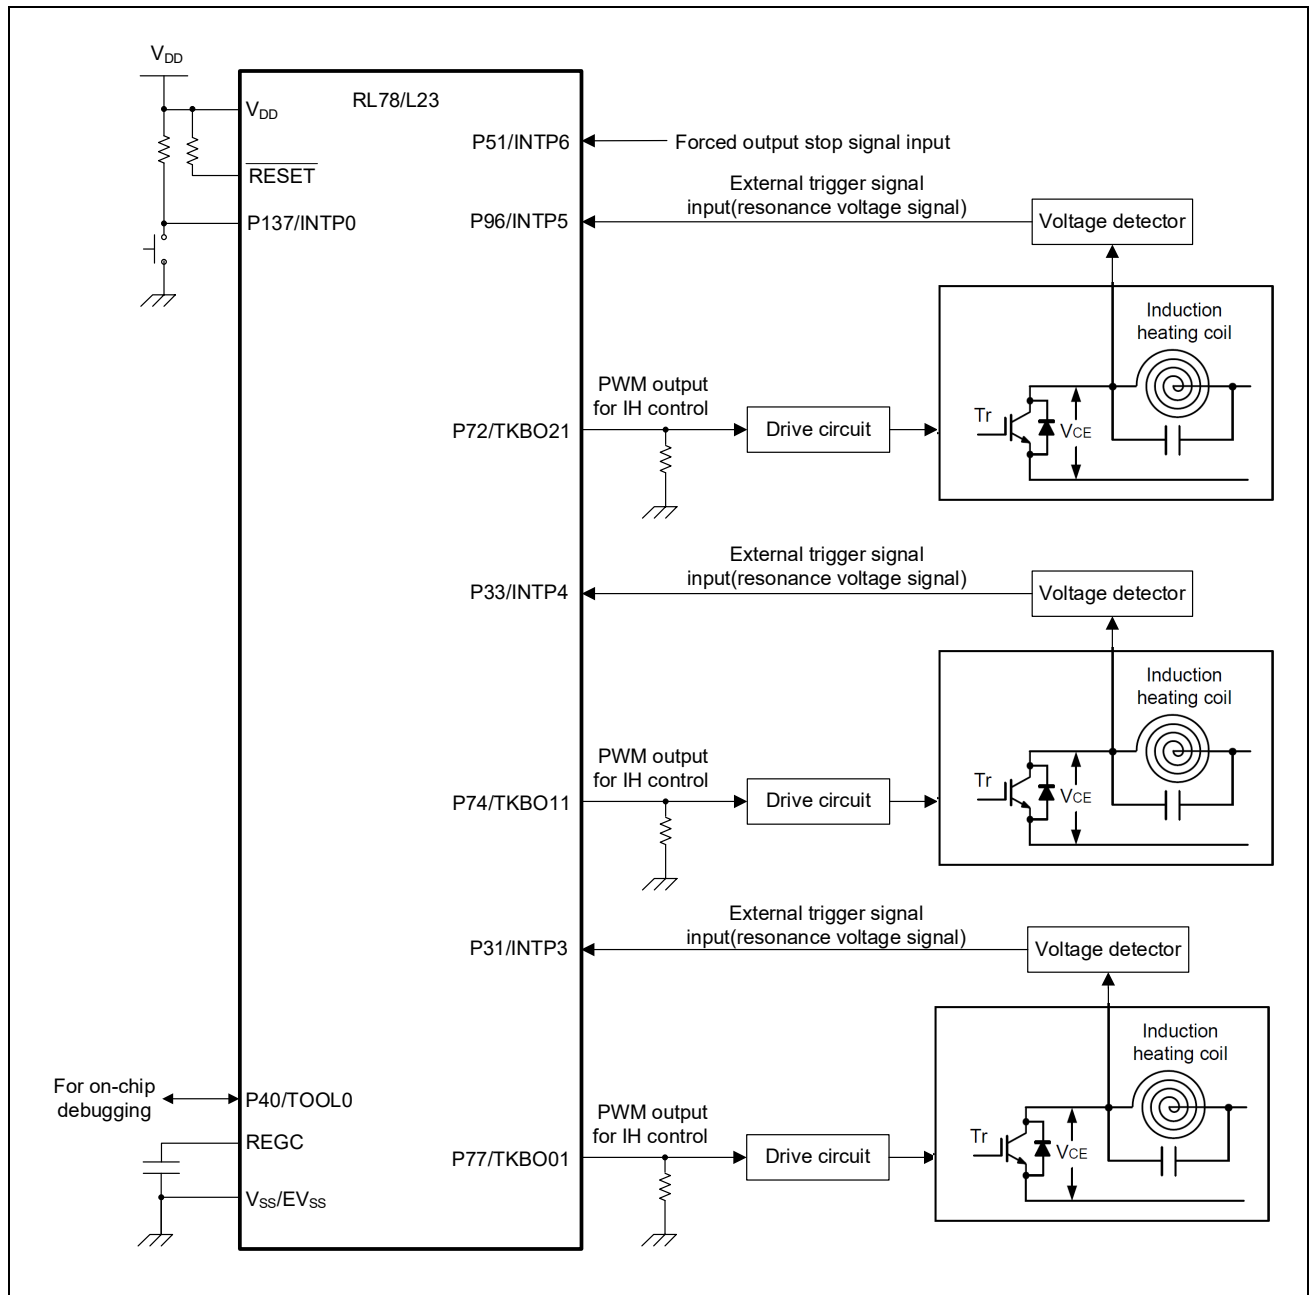 VDD
RL78/L23
VDD
P51/INTP6
Forced output stop signal input
RESET
External trigger signal
input(resonance voltage signal)
P137/INTP0
P96/INTP5
Voltage detector
Induction
heating coil
PWM output
for IH control
Tr
VCE
P72/TKBO21
Drive circuit
External trigger signal
input(resonance voltage signal)
P33/INTP4
Voltage detector
Induction
heating coil
PWM output
for IH control
Tr
VCE
P74/TKBO11
Drive circuit
External trigger signal
input(resonance voltage signal)
P31/INTP3
Voltage detector
Induction
heating coil
For on-chip
debugging
P40/TOOL0
PWM output
for IH control
REGC
Tr
VCE
P77/TKBO01
Drive circuit
VSS/EVSS